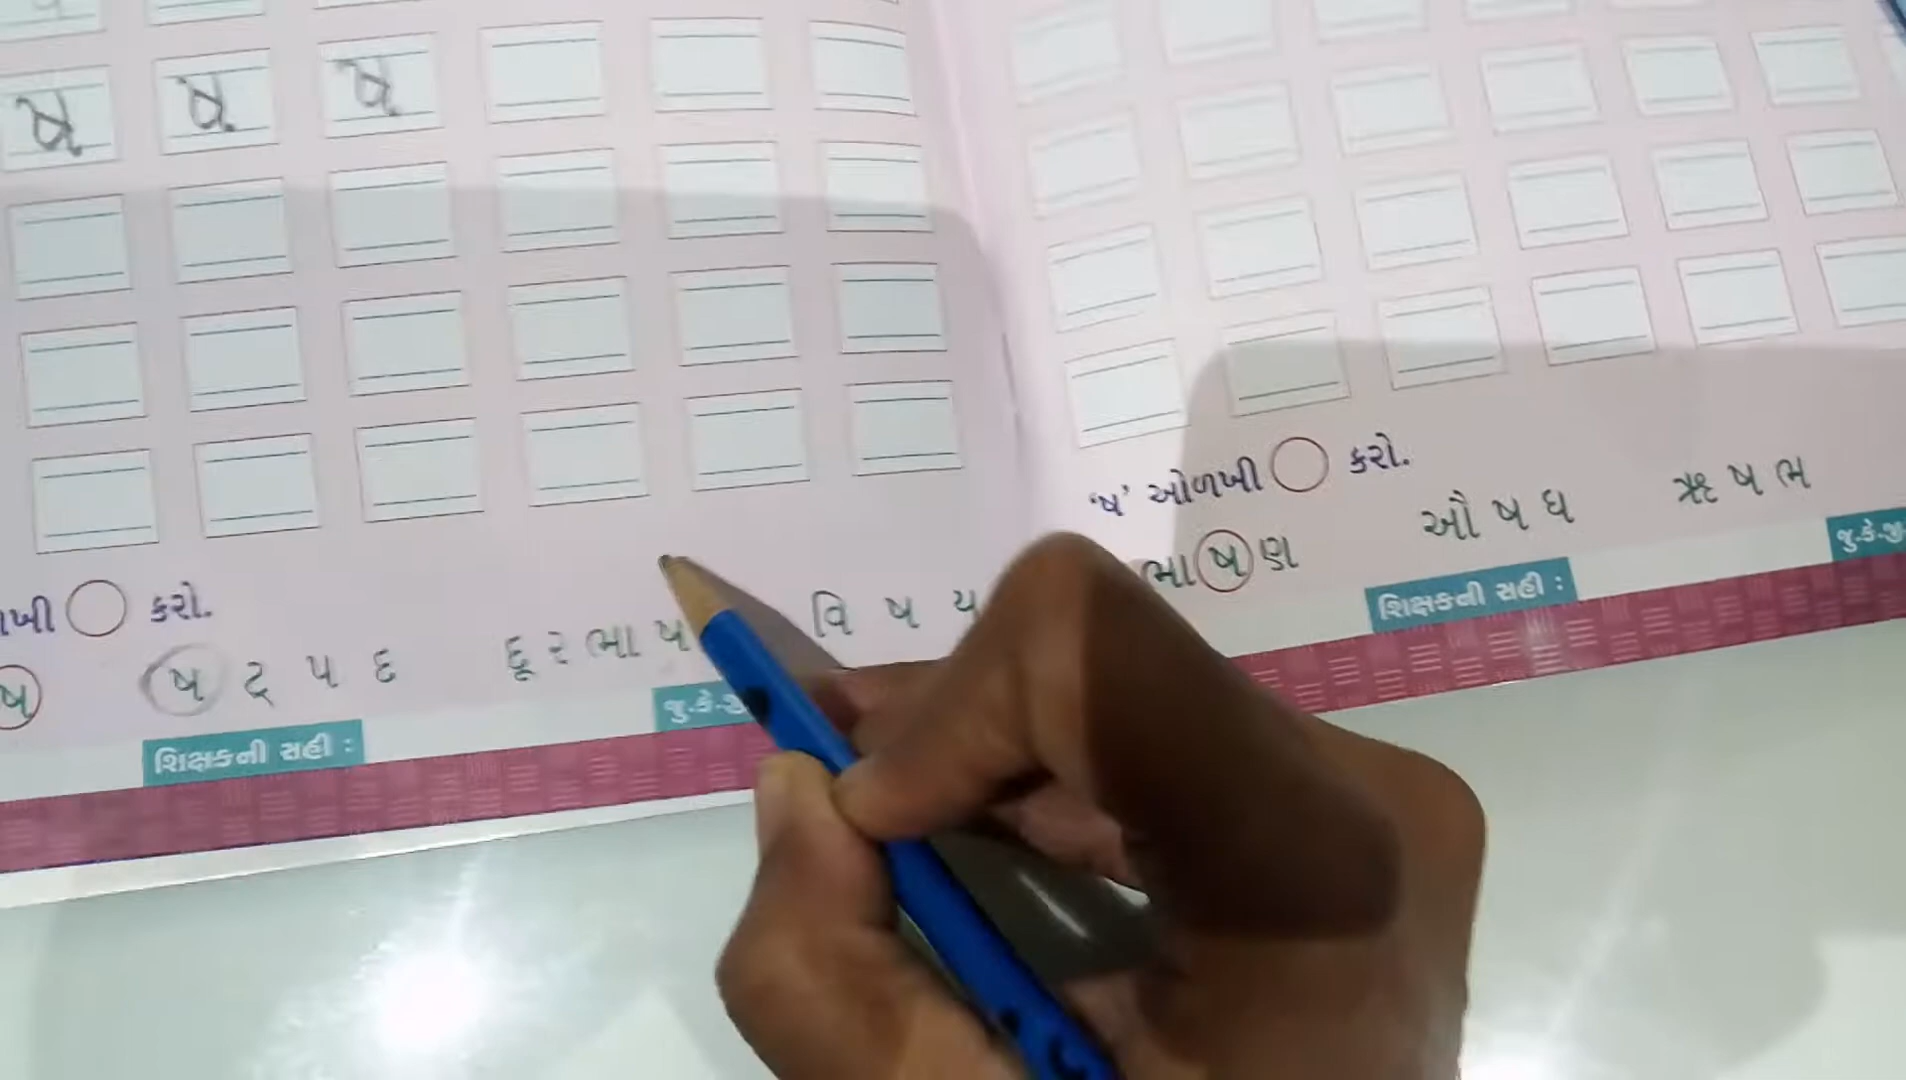 ષ ષ ષ
કરો.
ષ ષ ટ્ પ દ દૂ ર ભા ષ વિ ષ ય
શિક્ષકની સહી :
'ષ' ઓળખી કરો.
ભા ષ ણ ઔ ષ ધ ઋ ષ ભ
શિક્ષકની સહી :